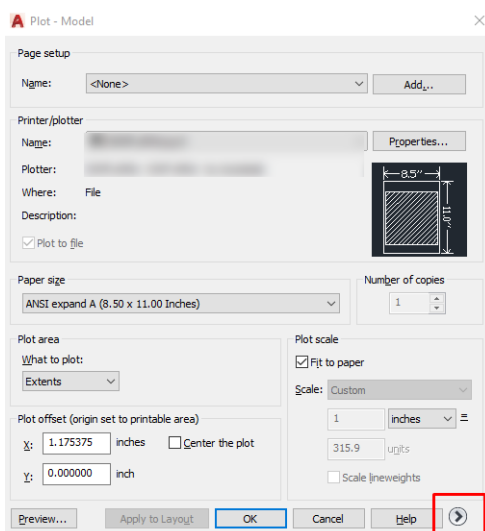 Plot - Model
Page setup
Name: <None> Add...
Printer/plotter
Name: Properties...
Plotter:
Where: File
Description:
Plot to file
8.5"
11.0"
Paper size
ANSI expand A (8.50 x 11.00 Inches)
Number of copies
1
Plot area
What to plot:
Extents
Plot scale
Fit to paper
Scale: Custom
1 inches =
315.9 units
Scale lineweights
Plot offset (origin set to printable area)
X: 1.175375 inches Center the plot
Y: 0.000000 inch
Preview... Apply to Layout OK Cancel Help